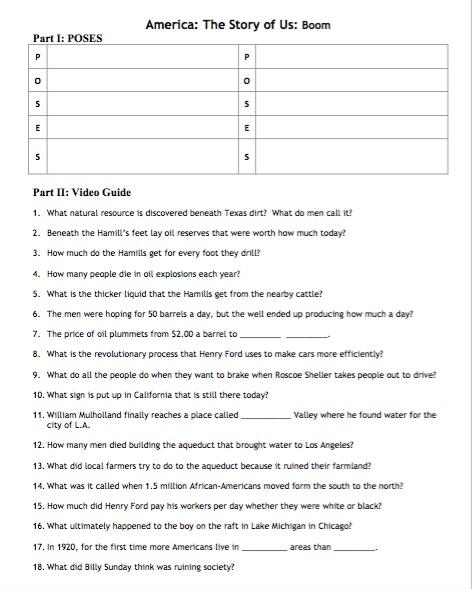 America: The Story of Us: Boom
Part I: POSES
P P
O O
S S
E E
S S
Part II: Video Guide
1. What natural resource is discovered beneath Texas dirt? What do men call it?
2. Beneath the Hamill's feet lay oil reserves that were worth how much today?
3. How much do the Hamills get for every foot they drill?
4. How many people die in oil explosions each year?
5. What is the thicker liquid that the Hamills get from the nearby cattle?
6. The men were hoping for 50 barrels a day, but the well ended up producing how much a day?
7. The price of oil plummets from $2.00 a barrel to ________ ________.
8. What is the revolutionary process that Henry Ford uses to make cars more efficiently?
9. What do all the people do when they want to brake when Roscoe Sheller takes people out to drive?
10. What sign is put up in California that is still there today?
11. William Mulholland finally reaches a place called __________ Valley where he found water for the
city of L.A.
12. How many men died building the aqueduct that brought water to Los Angeles?
13. What did local farmers try to do to the aqueduct because it ruined their farmland?
14. What was it called when 1.5 million African-Americans moved form the south to the north?
15. How much did Henry Ford pay his workers per day whether they were white or black?
16. What ultimately happened to the boy on the raft in Lake Michigan in Chicago?
17. In 1920, for the first time more Americans live in _________ areas than ________.
18. What did Billy Sunday think was ruining society?